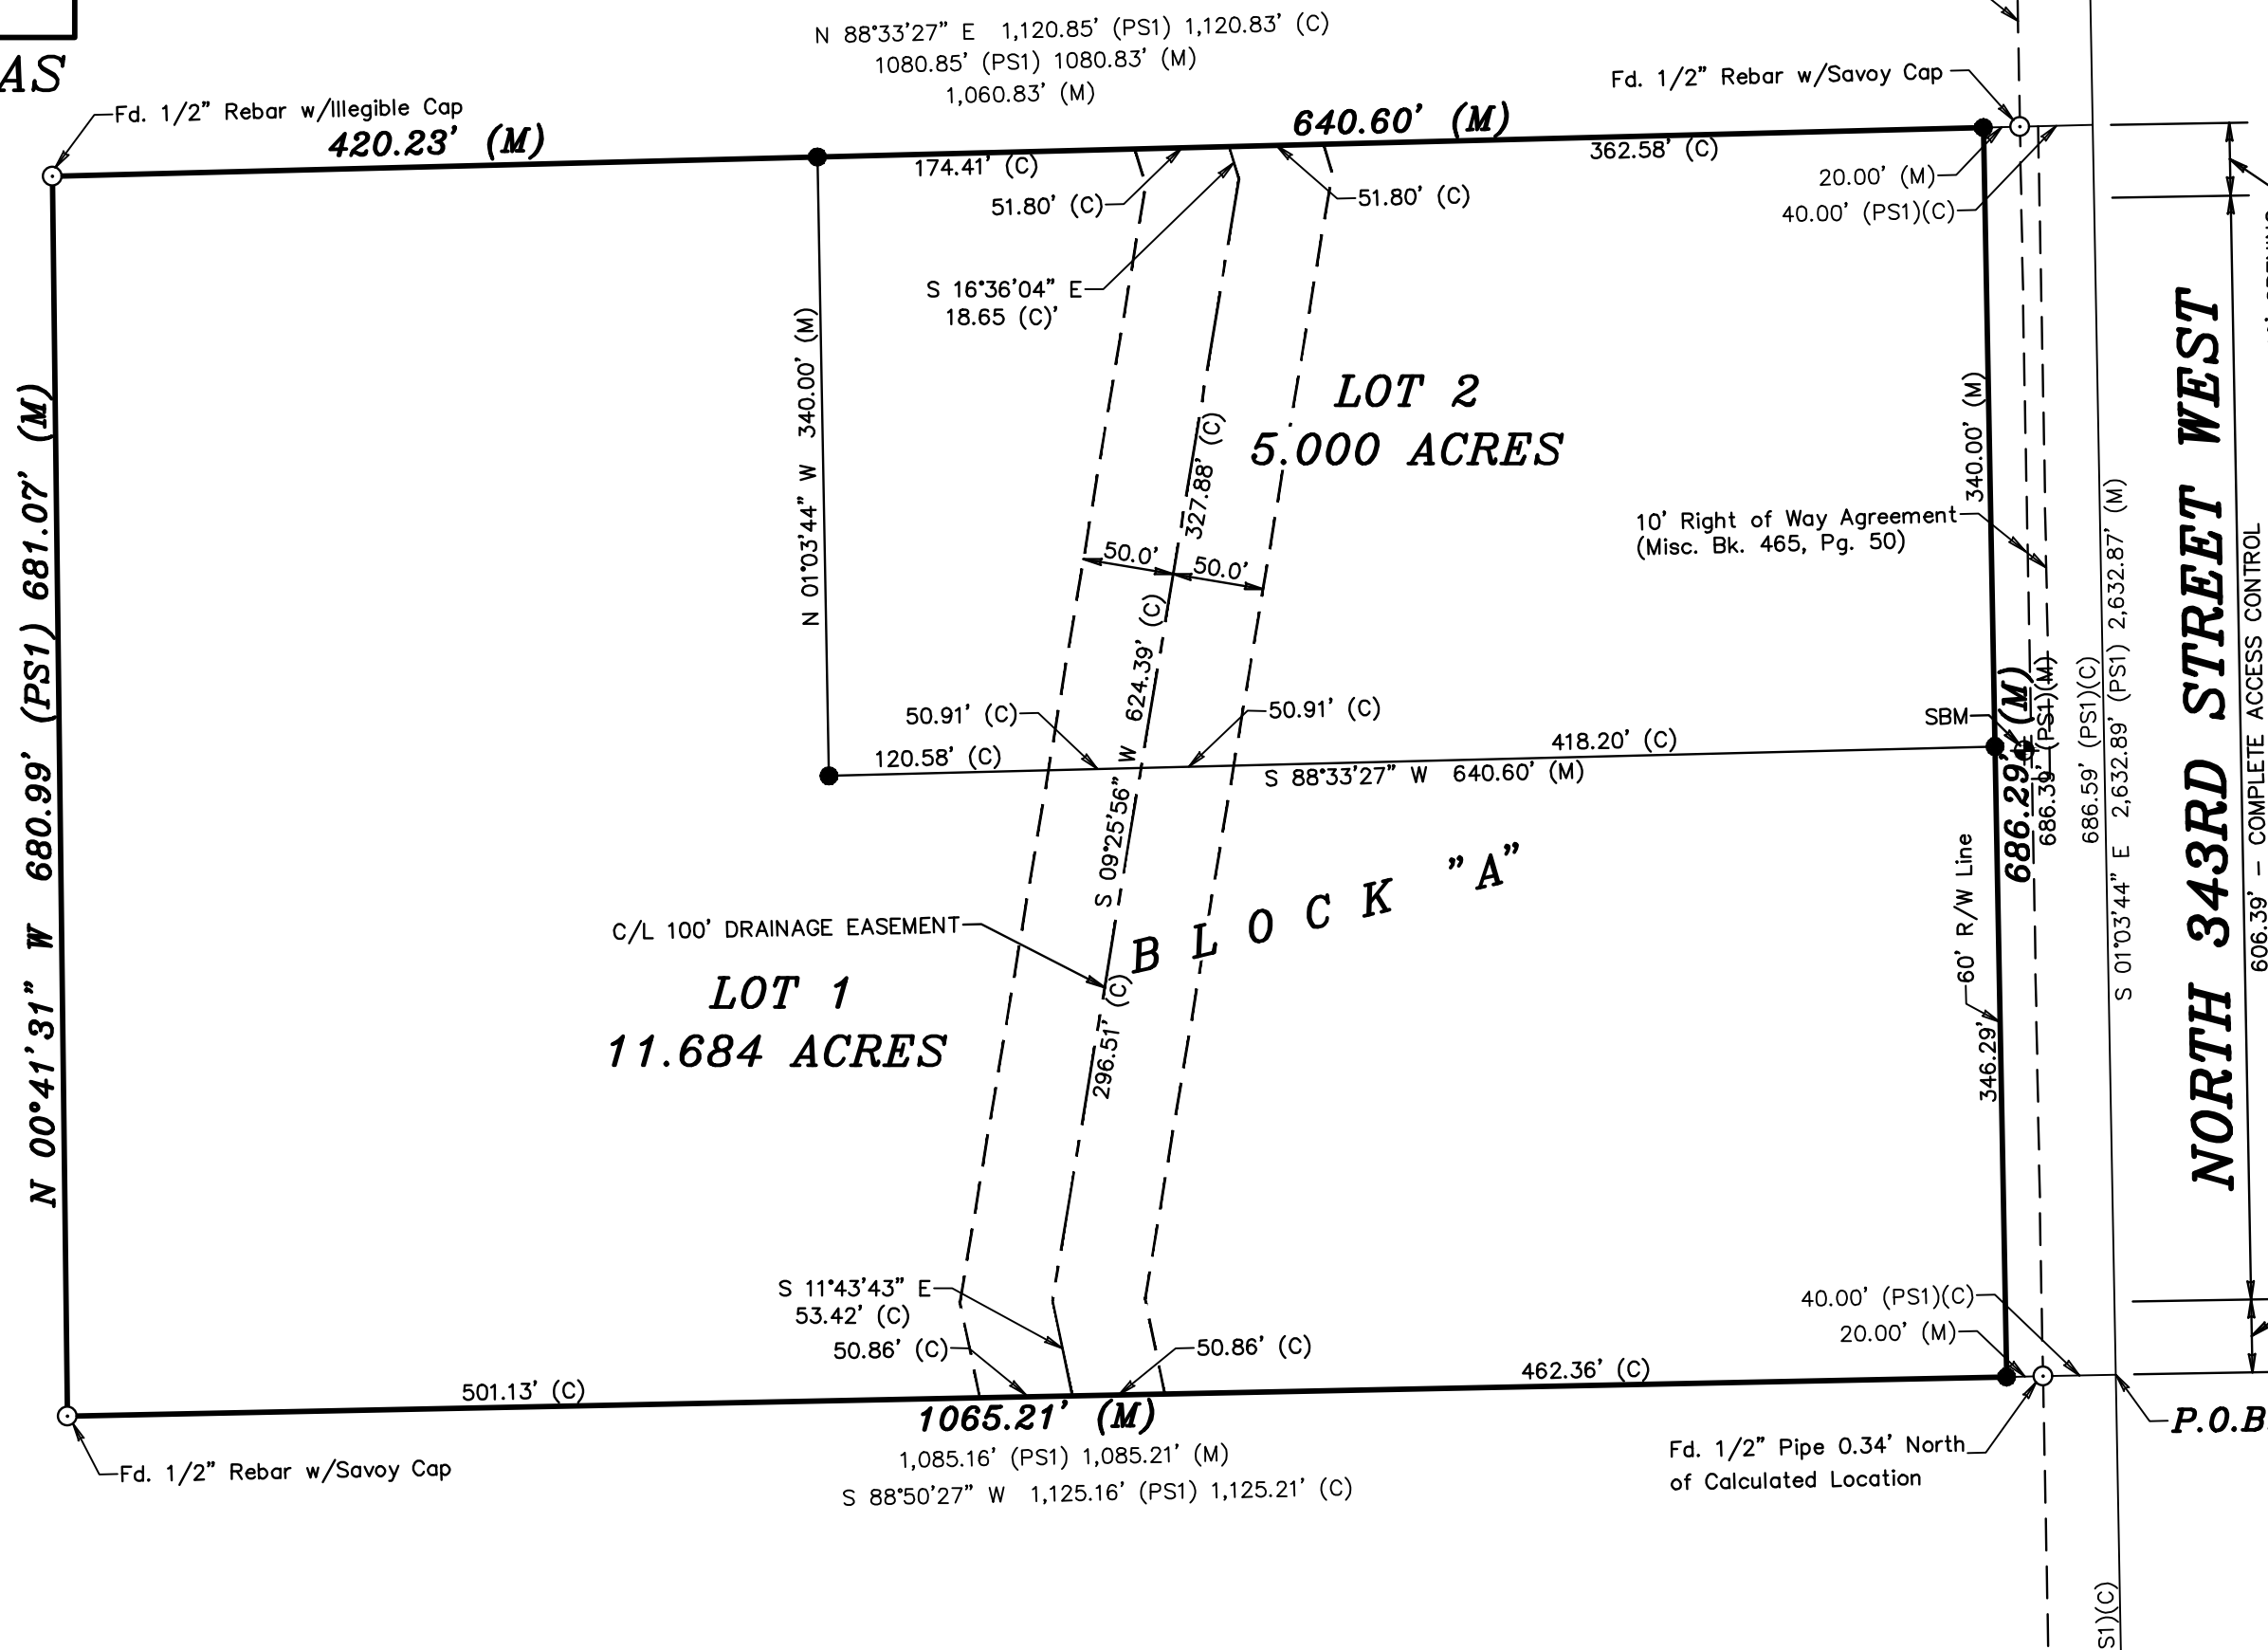 AS
N 88°33'27" E 1,120.85' (PS1) 1,120.83' (C)
1080.85' (PS1) 1080.83' (M)
1,060.83' (M)
Fd. 1/2" Rebar w/Illegible Cap
420.23' (M)
640.60' (M)
Fd. 1/2" Rebar w/Savoy Cap
174.41' (C)
51.80' (C)
51.80' (C)
362.58' (C)
20.00' (M)
40.00' (PS1)(C)
S 16°36'04" E
18.65 (C)'
N 01°03'44" W 340.00' (M)
327.88' (C)
LOT 2
5.000 ACRES
340.00' (M)
10' Right of Way Agreement
(Misc. Bk. 465, Pg. 50)
50.0'
50.0'
N 00°41'31" W 680.99' (PS1) 681.07' (M)
50.91' (C)
50.91' (C)
120.58' (C)
418.20' (C)
S 88°33'27" W 640.60' (M)
S 09°25'56" W 624.39' (C)
SBM
686.29' (M)
686.39' (PS1)(M)
686.59' (PS1)(C)
S 01°03'44" E 2,632.89' (PS1) 2,632.87' (M)
NORTH 343RD STREET WEST
606.39' – COMPLETE ACCESS CONTROL
BLOCK "A"
C/L 100' DRAINAGE EASEMENT
LOT 1
11.684 ACRES
296.51' (C)
60' R/W Line
346.29'
S 11°43'43" E
53.42' (C)
50.86' (C)
50.86' (C)
40.00' (PS1)(C)
20.00' (M)
501.13' (C)
462.36' (C)
1065.21' (M)
1,085.16' (PS1) 1,085.21' (M)
S 88°50'27" W 1,125.16' (PS1) 1,125.21' (C)
P.O.B
Fd. 1/2" Rebar w/Savoy Cap
Fd. 1/2" Pipe 0.34' North
of Calculated Location
S1)(C)